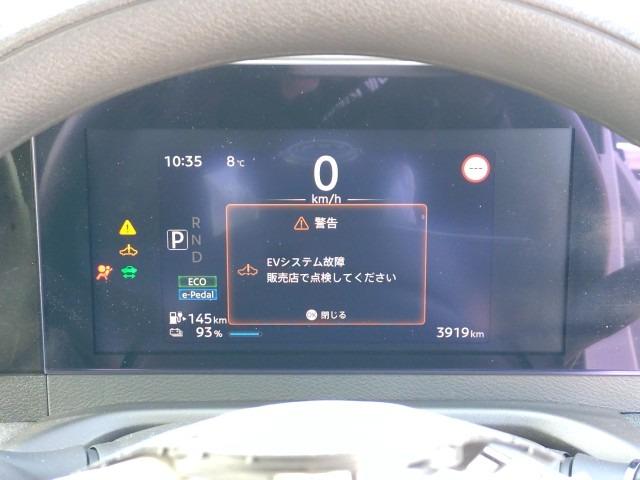 10:35 8℃
0
km/h
---
R
P N
D
警告
EVシステム故障
販売店で点検してください
OK 閉じる
ECO
e-Pedal
145km
93%
3919km